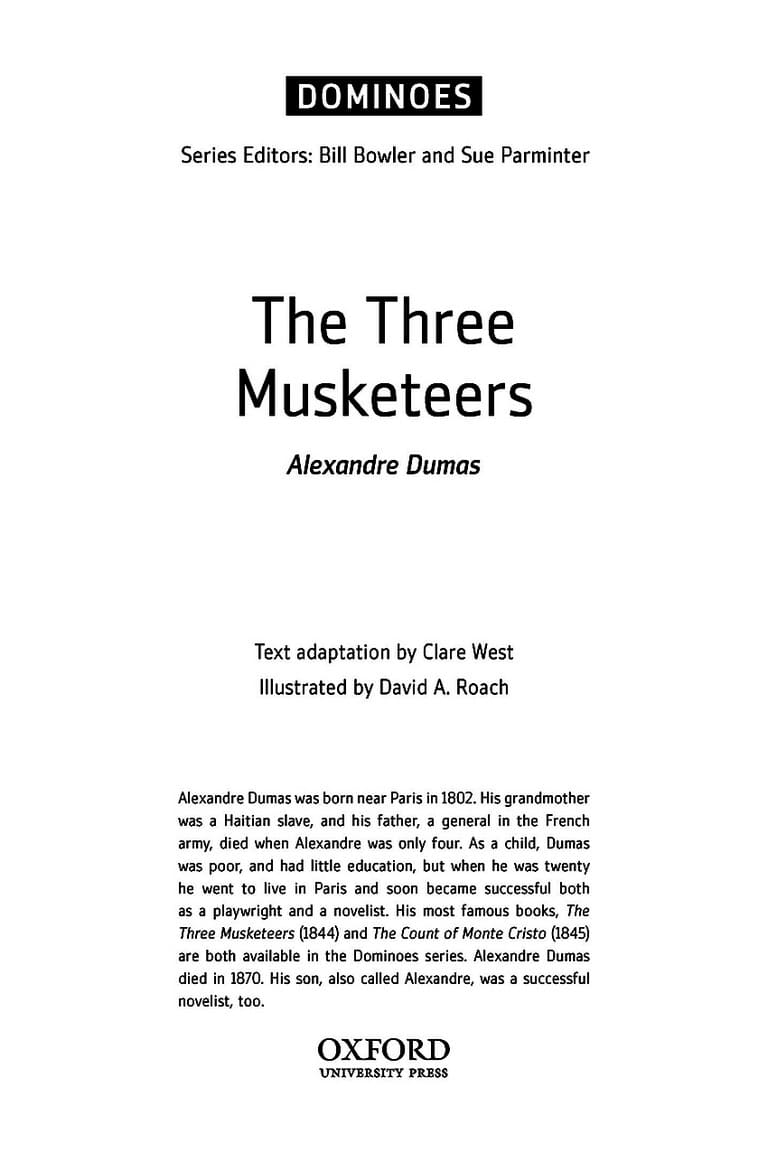 DOMINOES
Series Editors: Bill Bowler and Sue Parminter
The Three
Musketeers
Alexandre Dumas
Text adaptation by Clare West
Illustrated by David A. Roach
Alexandre Dumas was born near Paris in 1802. His grandmother
was a Haitian slave, and his father, a general in the French
army, died when Alexandre was only four. As a child, Dumas
was poor, and had little education, but when he was twenty
he went to live in Paris and soon became successful both
as a playwright and a novelist. His most famous books, The
Three Musketeers (1844) and The Count of Monte Cristo (1845)
are both available in the Dominoes series. Alexandre Dumas
died in 1870. His son, also called Alexandre, was a successful
novelist, too.
OXFORD
UNIVERSITY PRESS